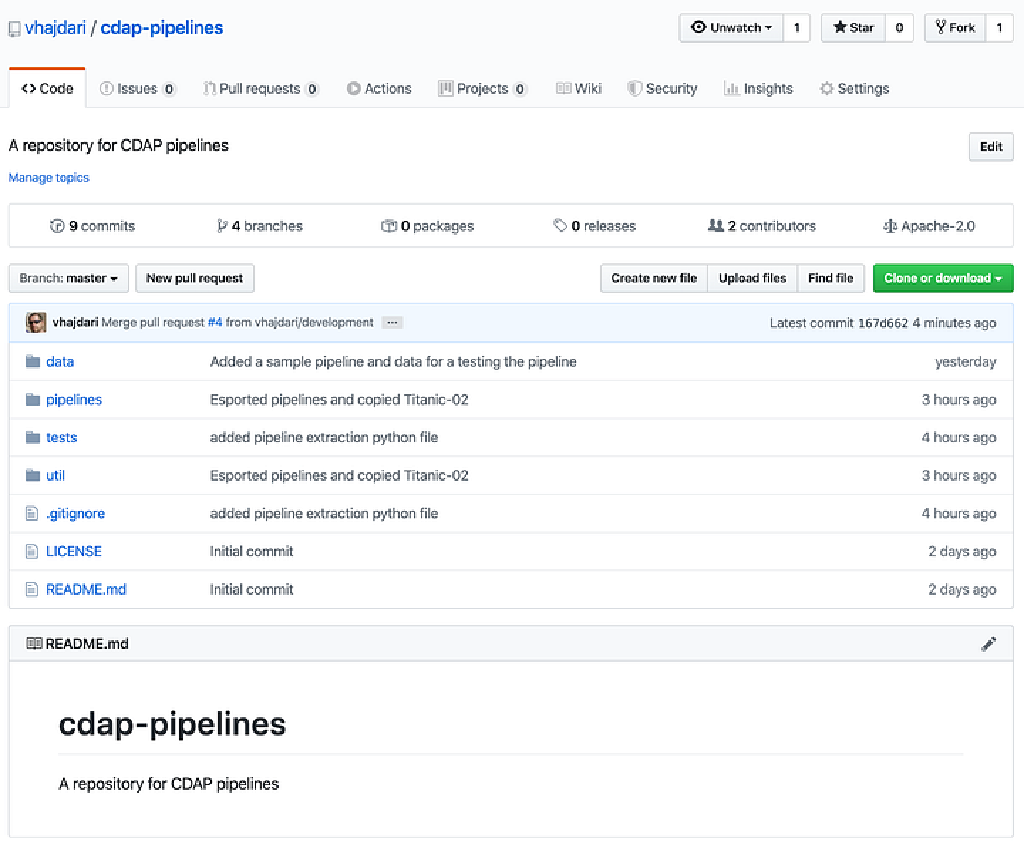 vhajdari / cdap-pipelines Unwatch 1 Star 0 Fork 1
Code Issues 0 Pull requests 0 Actions Projects 0 Wiki Security Insights Settings
A repository for CDAP pipelines Edit
Manage topics
9 commits 4 branches 0 packages 0 releases 2 contributors Apache-2.0
Branch: master New pull request Create new file Upload files Find file Clone or download
vhajdari Merge pull request #4 from vhajdari/development ... Latest commit 167d662 4 minutes ago
data Added a sample pipeline and data for a testing the pipeline yesterday
pipelines Esported pipelines and copied Titanic-02 3 hours ago
tests added pipeline extraction python file 4 hours ago
util Esported pipelines and copied Titanic-02 3 hours ago
.gitignore added pipeline extraction python file 4 hours ago
LICENSE Initial commit 2 days ago
README.md Initial commit 2 days ago
README.md
cdap-pipelines
A repository for CDAP pipelines